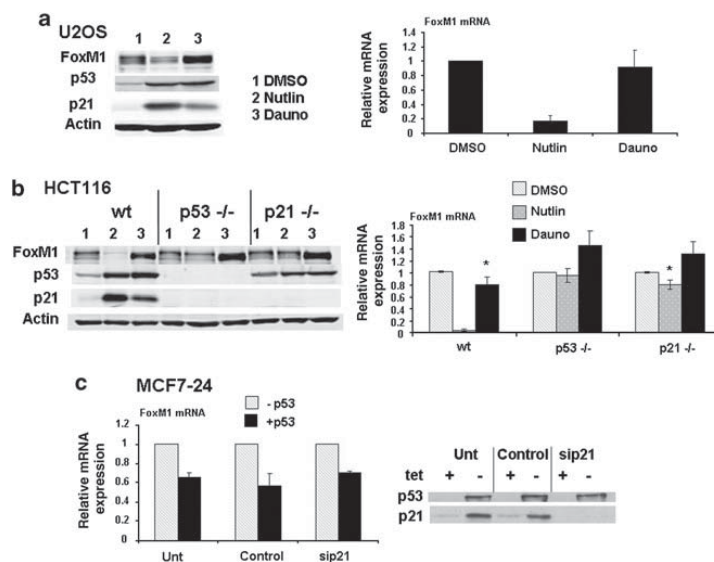 a
U2OS
1 2 3
FoxM1
p53
p21
Actin
1 DMSO
2 Nutlin
3 Dauno
FoxM1 mRNA
Relative mRNA
expression
1.4
1.2
1
0.8
0.6
0.4
0.2
0
DMSO Nutlin Dauno
b
HCT116
wt p53 -/- p21 -/-
1 2 3 1 2 3 1 2 3
FoxM1
p53
p21
Actin
DMSO
Nutlin
Dauno
FoxM1 mRNA
Relative mRNA
expression
1.8
1.6
1.4
1.2
1
0.8
0.6
0.4
0.2
0
*
*
wt p53 -/- p21 -/-
c
MCF7-24
FoxM1 mRNA
- p53
+p53
Relative mRNA
expression
1.2
1
0.8
0.6
0.4
0.2
0
Unt Control sip21
Unt Control sip21
tet + - + - + -
p53
p21